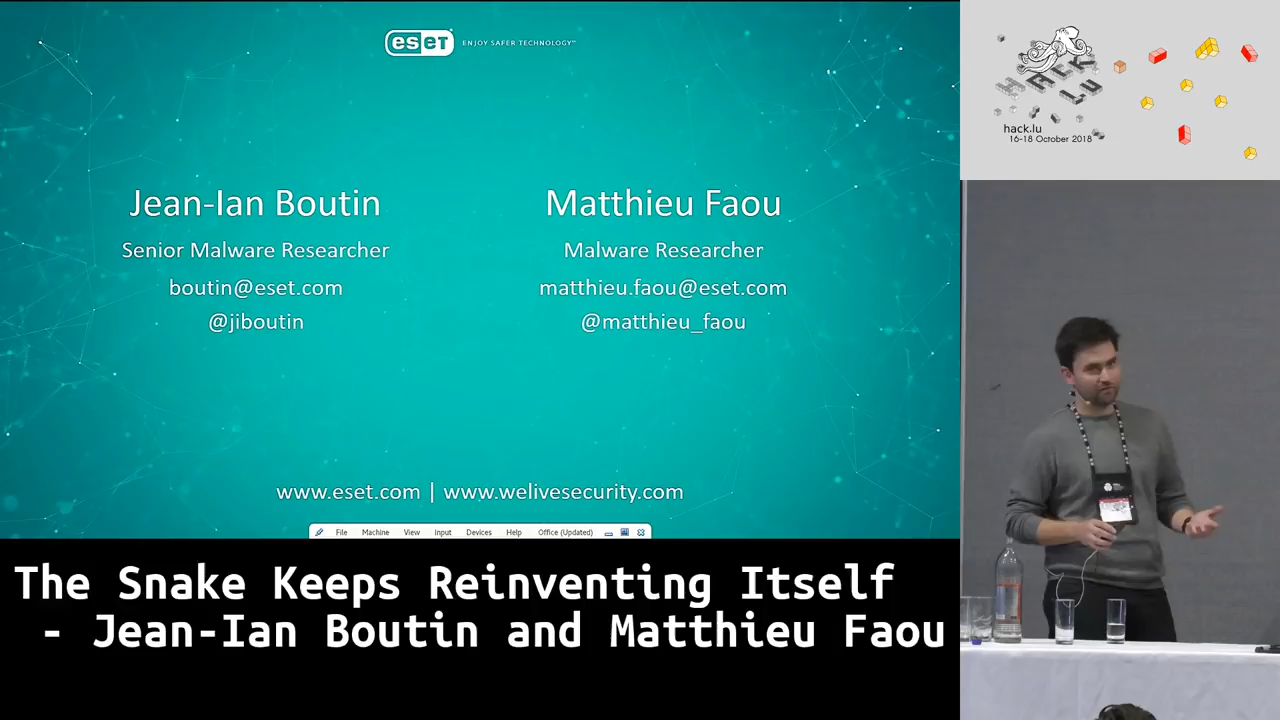 eset ENJOY SAFER TECHNOLOGY™
Jean-Ian Boutin
Senior Malware Researcher
boutin@eset.com
@jiboutin
Matthieu Faou
Malware Researcher
matthieu.faou@eset.com
@matthieu_faou
www.eset.com | www.welivesecurity.com
File Machine View Input Devices Help Office (Updated)
The Snake Keeps Reinventing Itself
- Jean-Ian Boutin and Matthieu Faou
HACK
LU
hack.lu
16-18 October 2018